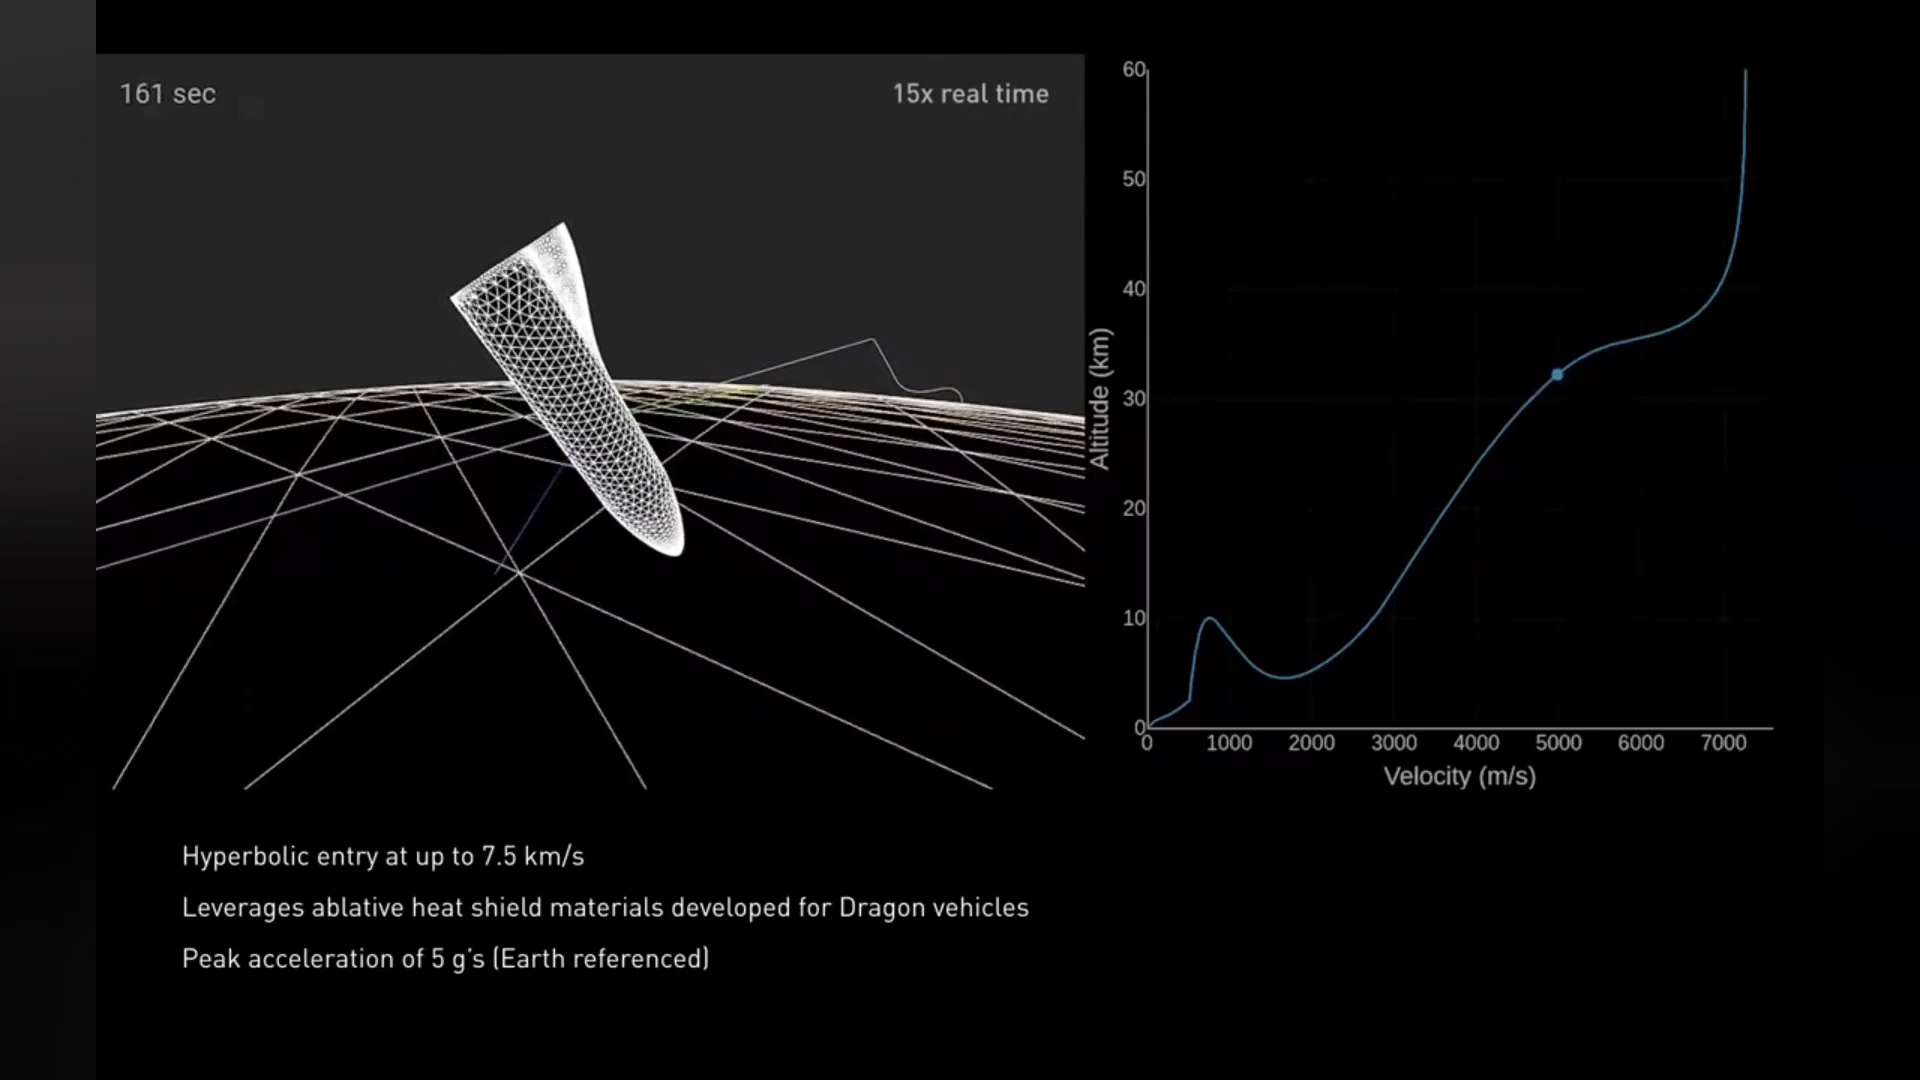 161 sec
15x real time
60
50
40
30
20
10
0
Altitude (km)
0 1000 2000 3000 4000 5000 6000 7000
Velocity (m/s)
Hyperbolic entry at up to 7.5 km/s
Leverages ablative heat shield materials developed for Dragon vehicles
Peak acceleration of 5 g's (Earth referenced)